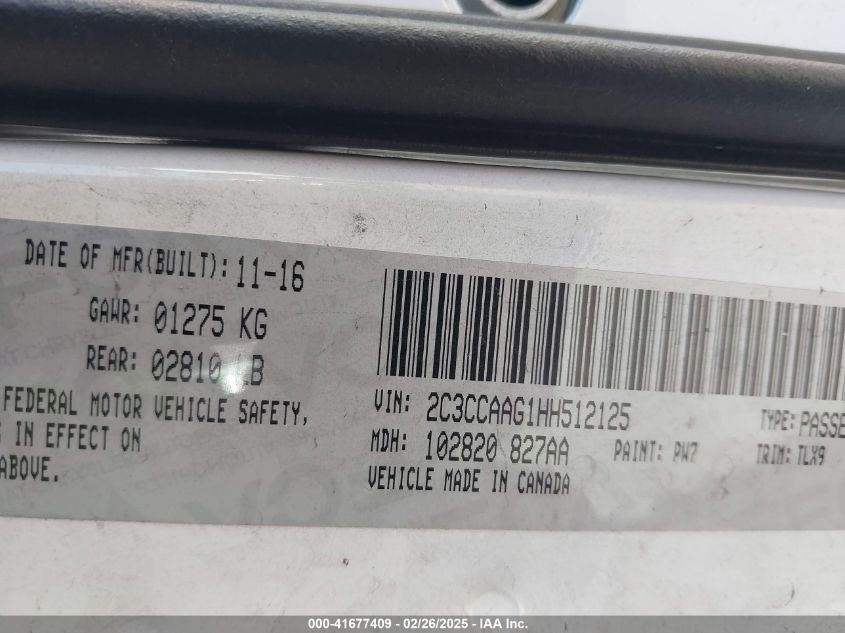 DATE OF MFR(BUILT): 11-16
GAWR: 01275 KG
REAR: 02810 LB
FEDERAL MOTOR VEHICLE SAFETY,
IN EFFECT ON
ABOVE.
VIN: 2C3CCAAG1HH512125
TYPE: PASSE
MDH: 102820 827AA
PAINT: PW7
TRIM: TLX9
VEHICLE MADE IN CANADA
000-41677409 - 02/26/2025 - IAA Inc.